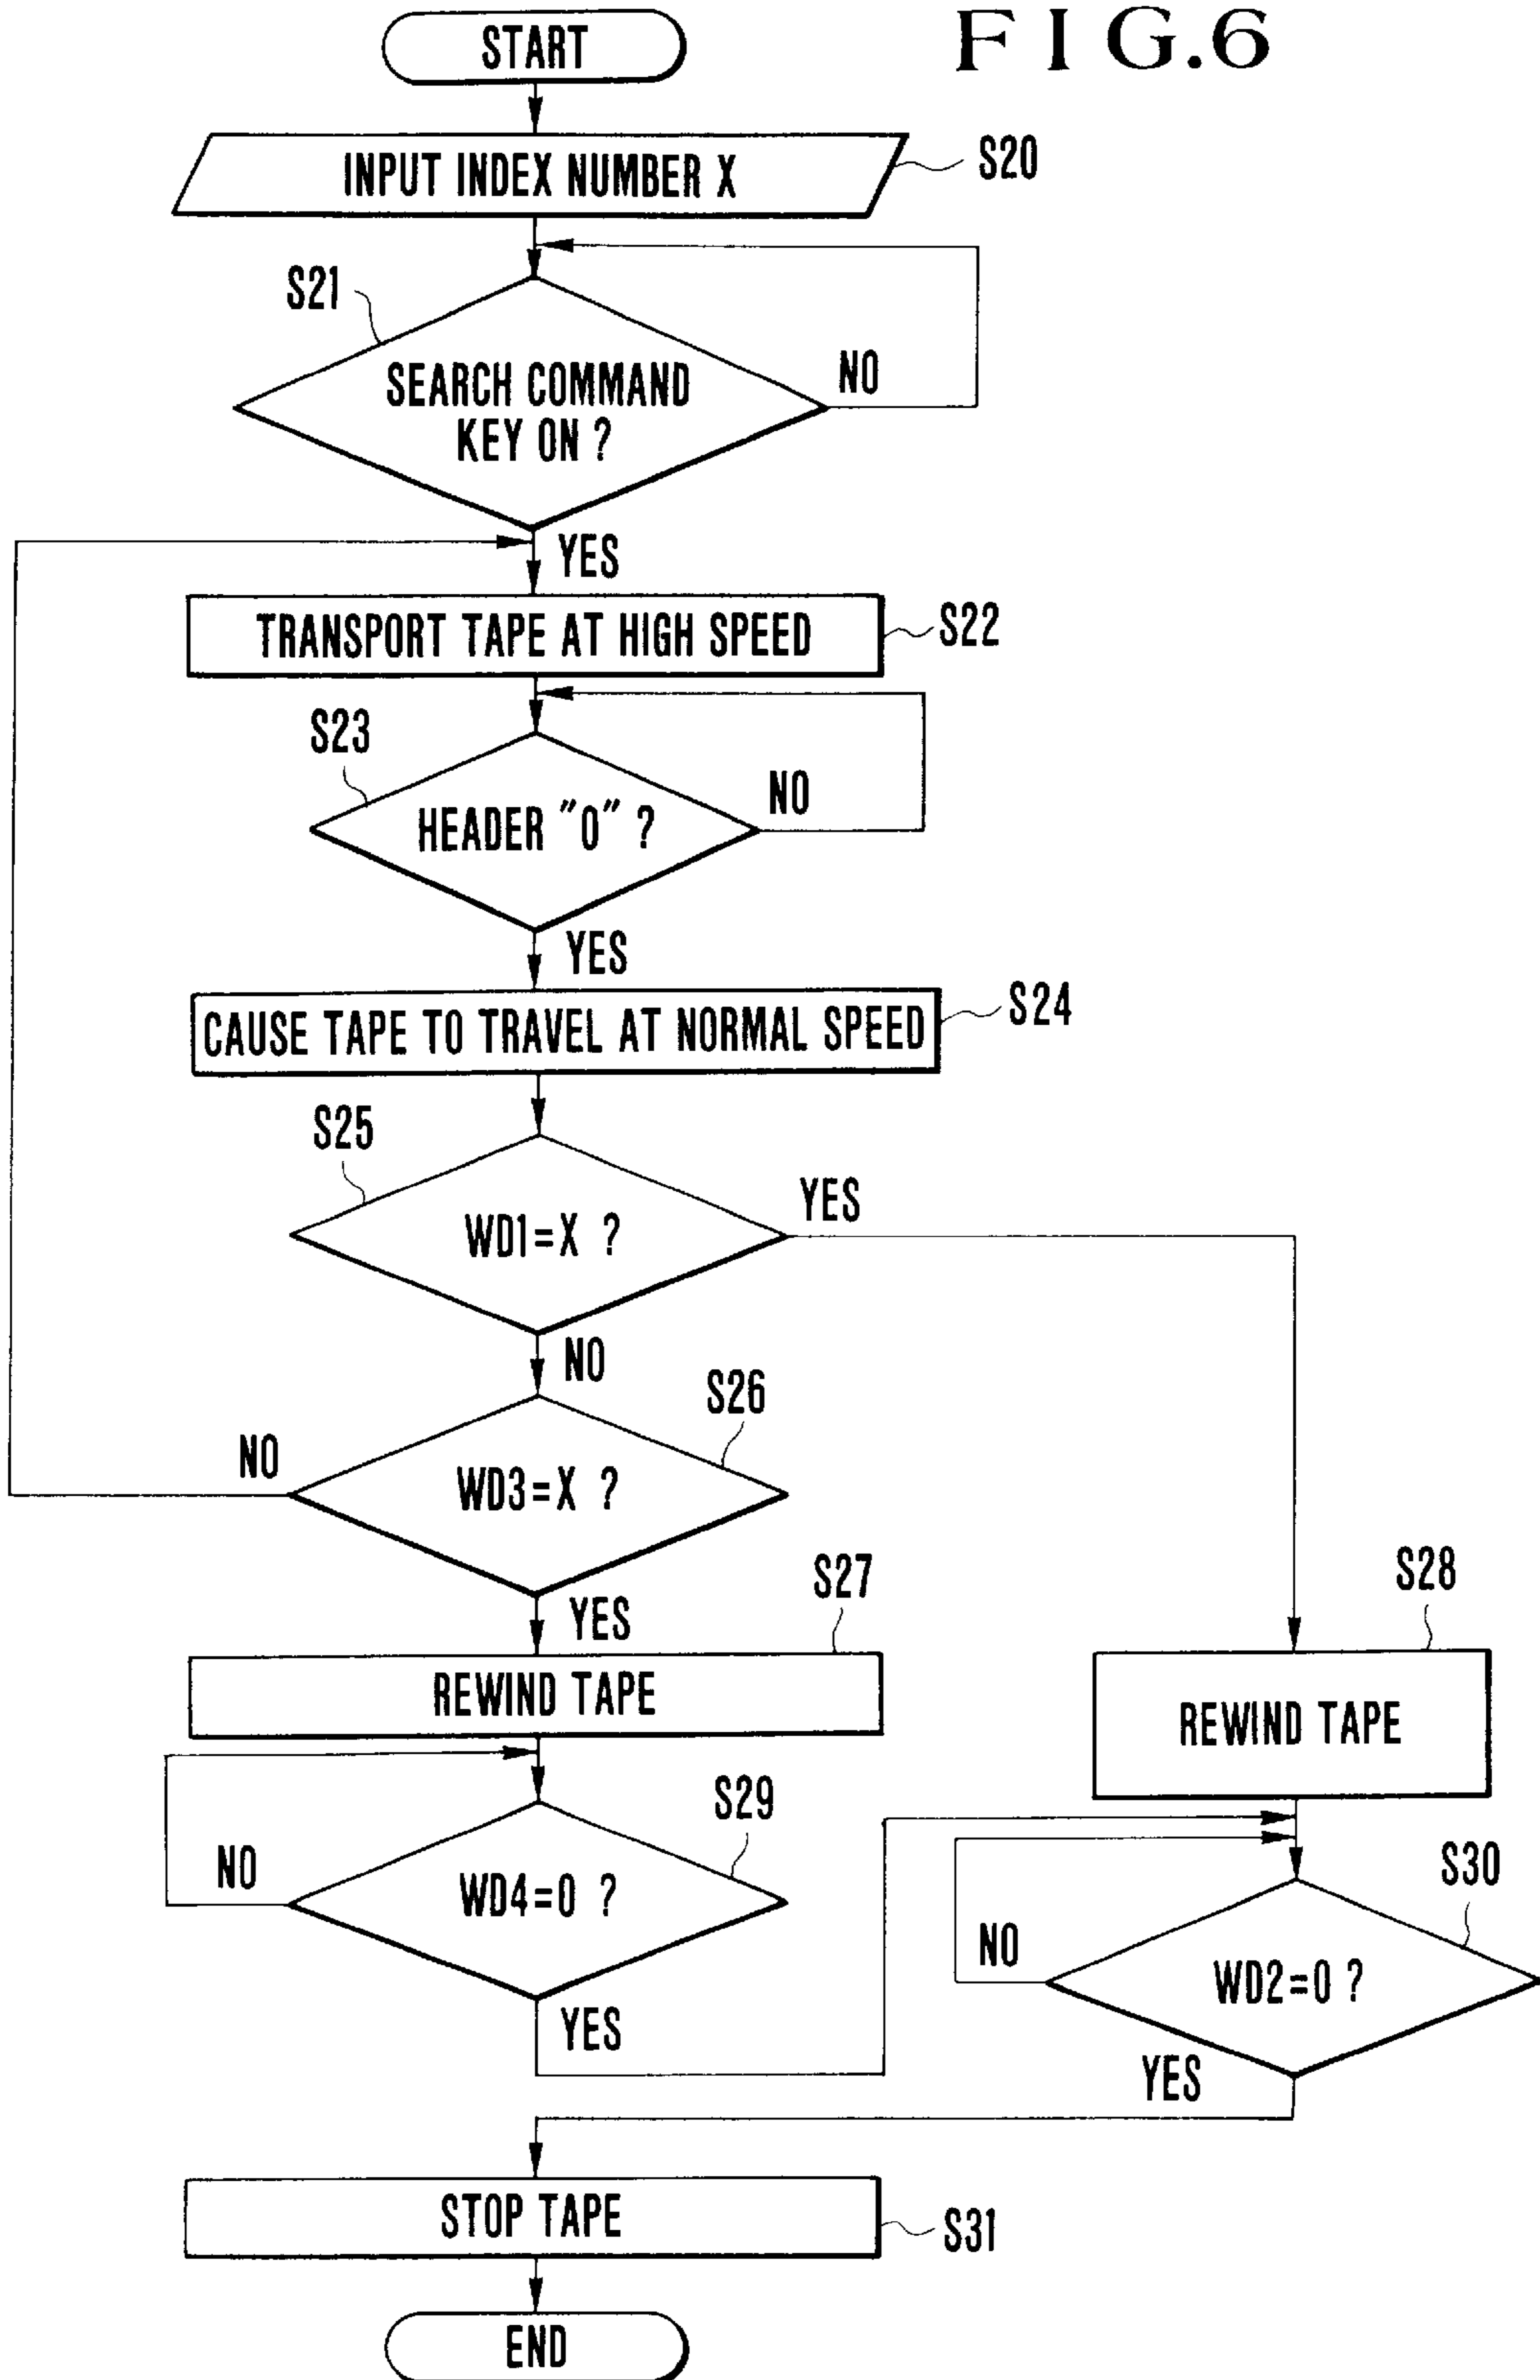 FIG.6
START
INPUT INDEX NUMBER X
S20
S21
SEARCH COMMAND
KEY ON ?
NO
YES
TRANSPORT TAPE AT HIGH SPEED
S22
S23
HEADER "0" ?
NO
YES
CAUSE TAPE TO TRAVEL AT NORMAL SPEED
S24
S25
WD1=X ?
YES
NO
S26
WD3=X ?
NO
YES
S27
REWIND TAPE
S28
REWIND TAPE
S29
WD4=0 ?
NO
YES
S30
WD2=0 ?
NO
YES
STOP TAPE
S31
END